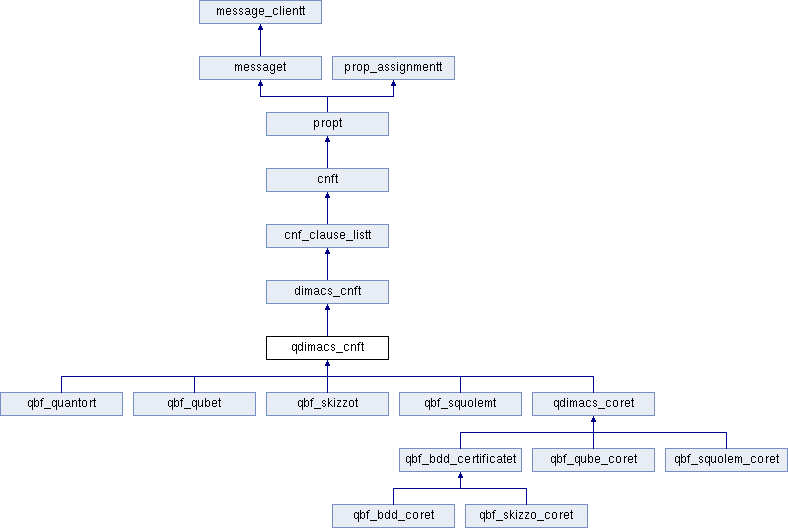 message_clientt
messaget
prop_assignmentt
propt
cnft
cnf_clause_listt
dimacs_cnft
qdimacs_cnft
qbf_quantort
qbf_qubet
qbf_skizzot
qbf_squolemt
qdimacs_coret
qbf_bdd_certificatet
qbf_qube_coret
qbf_squolem_coret
qbf_bdd_coret
qbf_skizzo_coret